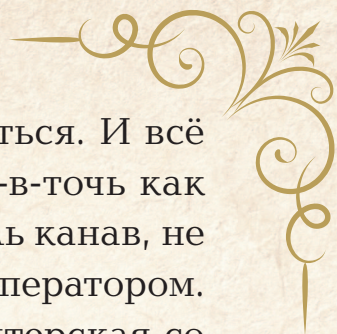 ться. И всё
-в-точь как
ь канав, не
ператором.